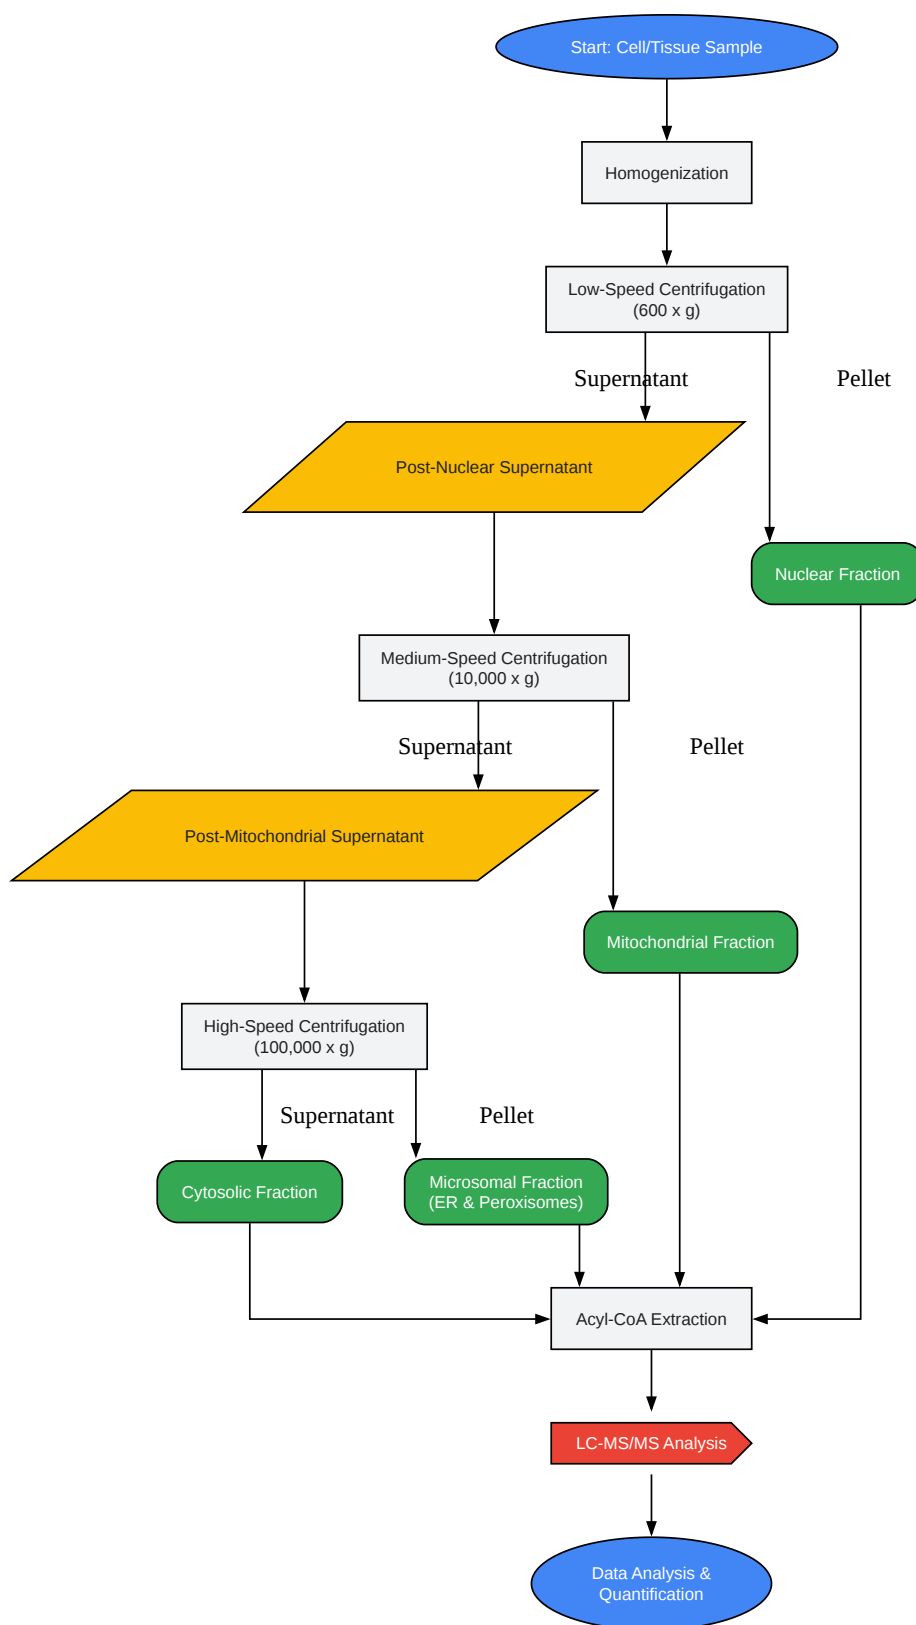 Start: Cell/Tissue Sample
Homogenization
Low-Speed Centrifugation
(600 x g)
Supernatant
Pellet
Post-Nuclear Supernatant
Nuclear Fraction
Medium-Speed Centrifugation
(10,000 x g)
Supernatant
Pellet
Post-Mitochondrial Supernatant
Mitochondrial Fraction
High-Speed Centrifugation
(100,000 x g)
Supernatant
Pellet
Cytosolic Fraction
Microsomal Fraction
(ER & Peroxisomes)
Acyl-CoA Extraction
LC-MS/MS Analysis
Data Analysis &
Quantification